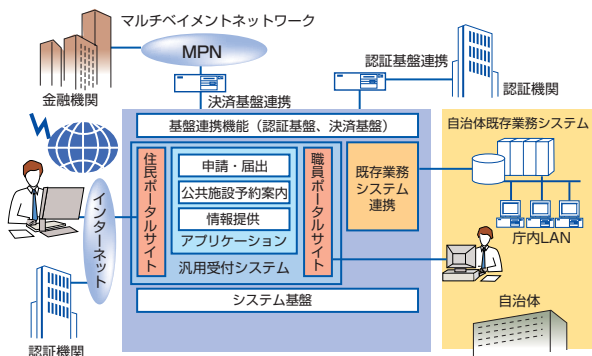 マルチペイメントネットワーク
MPN
金融機関
決済基盤連携
認証基盤連携
認証機関
基盤連携機能（認証基盤、決済基盤）
住民ポータルサイト
申請・届出
公共施設予約案内
情報提供
アプリケーション
汎用受付システム
職員ポータルサイト
既存業務
システム
連携
システム基盤
自治体既存業務システム
庁内LAN
自治体
インターネット
認証機関